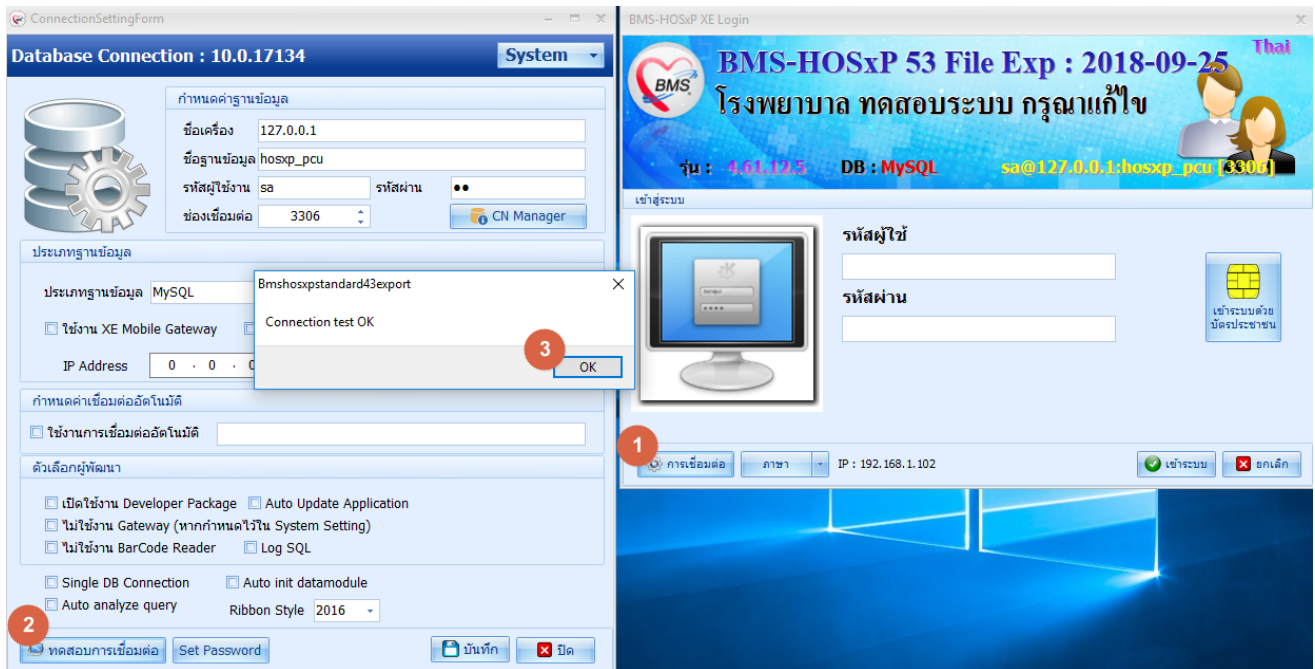 ConnectionSettingForm
Database Connection : 10.0.17134
System
กำหนดค่าฐานข้อมูล
ชื่อเครื่อง 127.0.0.1
ชื่อฐานข้อมูล hosxp_pcu
รหัสผู้ใช้งาน sa รหัสผ่าน ●●
ช่องเชื่อมต่อ 3306 CN Manager
ประเภทฐานข้อมูล
ประเภทฐานข้อมูล MySQL
ใช้งาน XE Mobile Gateway
IP Address 0 . 0 . 0
กำหนดค่าเชื่อมต่ออัตโนมัติ
ใช้งานการเชื่อมต่ออัตโนมัติ
ตัวเลือกผู้พัฒนา
เปิดใช้งาน Developer Package Auto Update Application
ไม่ใช้งาน Gateway (หากกำหนดไว้ใน System Setting)
ไม่ใช้งาน BarCode Reader Log SQL
Single DB Connection Auto init datamodule
Auto analyze query Ribbon Style 2016
2
ทดสอบการเชื่อมต่อ Set Password บันทึก ปิด
Bmshosxpstandard43export
Connection test OK
3
OK
BMS-HOSxP XE Login
Thai
BMS
BMS-HOSxP 53 File Exp : 2018-09-25
โรงพยาบาล ทดสอบระบบ กรุณาแก้ไข
รุ่น : 4.61.12.5 DB : MySQL sa@127.0.0.1:hosxp_pcu [3306]
เข้าสู่ระบบ
รหัสผู้ใช้
รหัสผ่าน
เข้าระบบด้วย
บัตรประชาชน
1
การเชื่อมต่อ ภาษา IP : 192.168.1.102 เข้าระบบ ยกเลิก